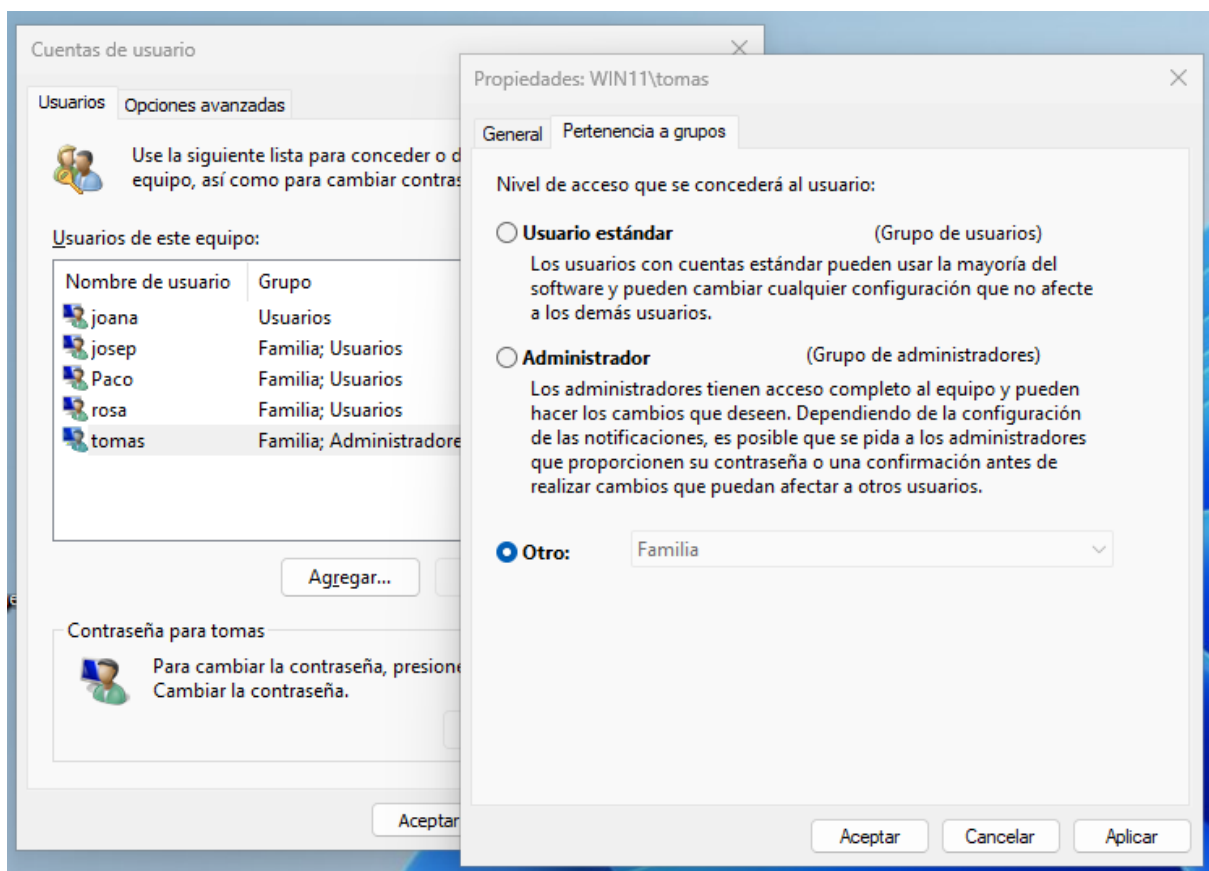 Cuentas de usuario
Usuarios
Opciones avanzadas
Use la siguiente lista para conceder o d
equipo, así como para cambiar contras
Usuarios de este equipo:
Nombre de usuario Grupo
joana Usuarios
josep Familia; Usuarios
Paco Familia; Usuarios
rosa Familia; Usuarios
tomas Familia; Administradore
Agregar...
Contraseña para tomas
Para cambiar la contraseña, presione
Cambiar la contraseña.
Aceptar
Propiedades: WIN11\tomas
General
Pertenencia a grupos
Nivel de acceso que se concederá al usuario:
Usuario estándar (Grupo de usuarios)
Los usuarios con cuentas estándar pueden usar la mayoría del
software y pueden cambiar cualquier configuración que no afecte
a los demás usuarios.
Administrador (Grupo de administradores)
Los administradores tienen acceso completo al equipo y pueden
hacer los cambios que deseen. Dependiendo de la configuración
de las notificaciones, es posible que se pida a los administradores
que proporcionen su contraseña o una confirmación antes de
realizar cambios que puedan afectar a otros usuarios.
Otro: Familia
Aceptar
Cancelar
Aplicar